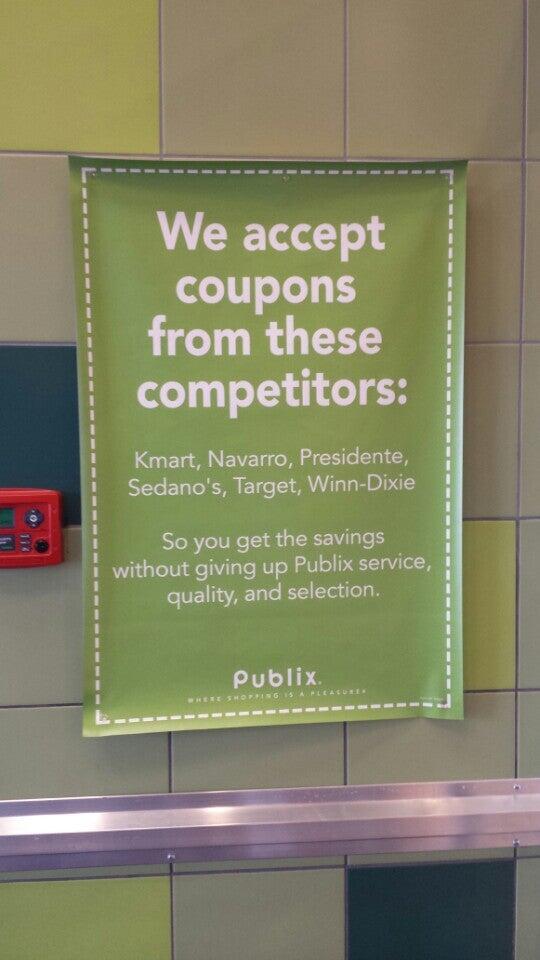 We accept
coupons
from these
competitors:
Kmart, Navarro, Presidente,
Sedano's, Target, Winn-Dixie
So you get the savings
without giving up Publix service,
quality, and selection.
Publix.
WHERE SHOPPING IS A PLEASURE®